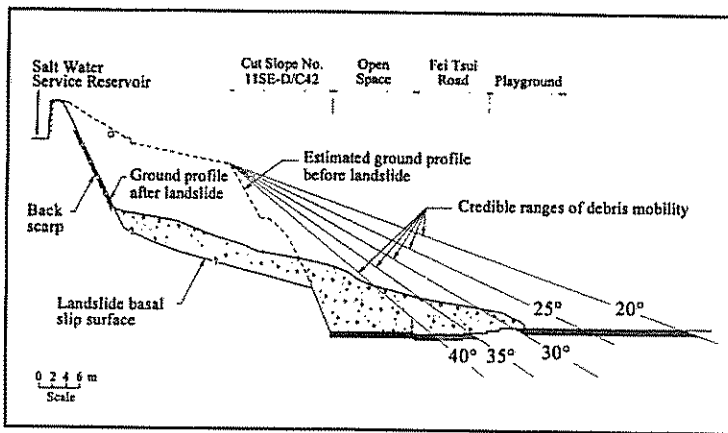 Salt Water
Service Reservoir
Cut Slope No.
11SE-D/C42
Open
Space
Fei Tsui
Road
Playground
Estimated ground profile
before landslide
Ground profile
after landslide
Back
scarp
Credible ranges of debris mobility
Landslide basal
slip surface
25°
20°
40°
35°
30°
0 2 4 6 m
Scale